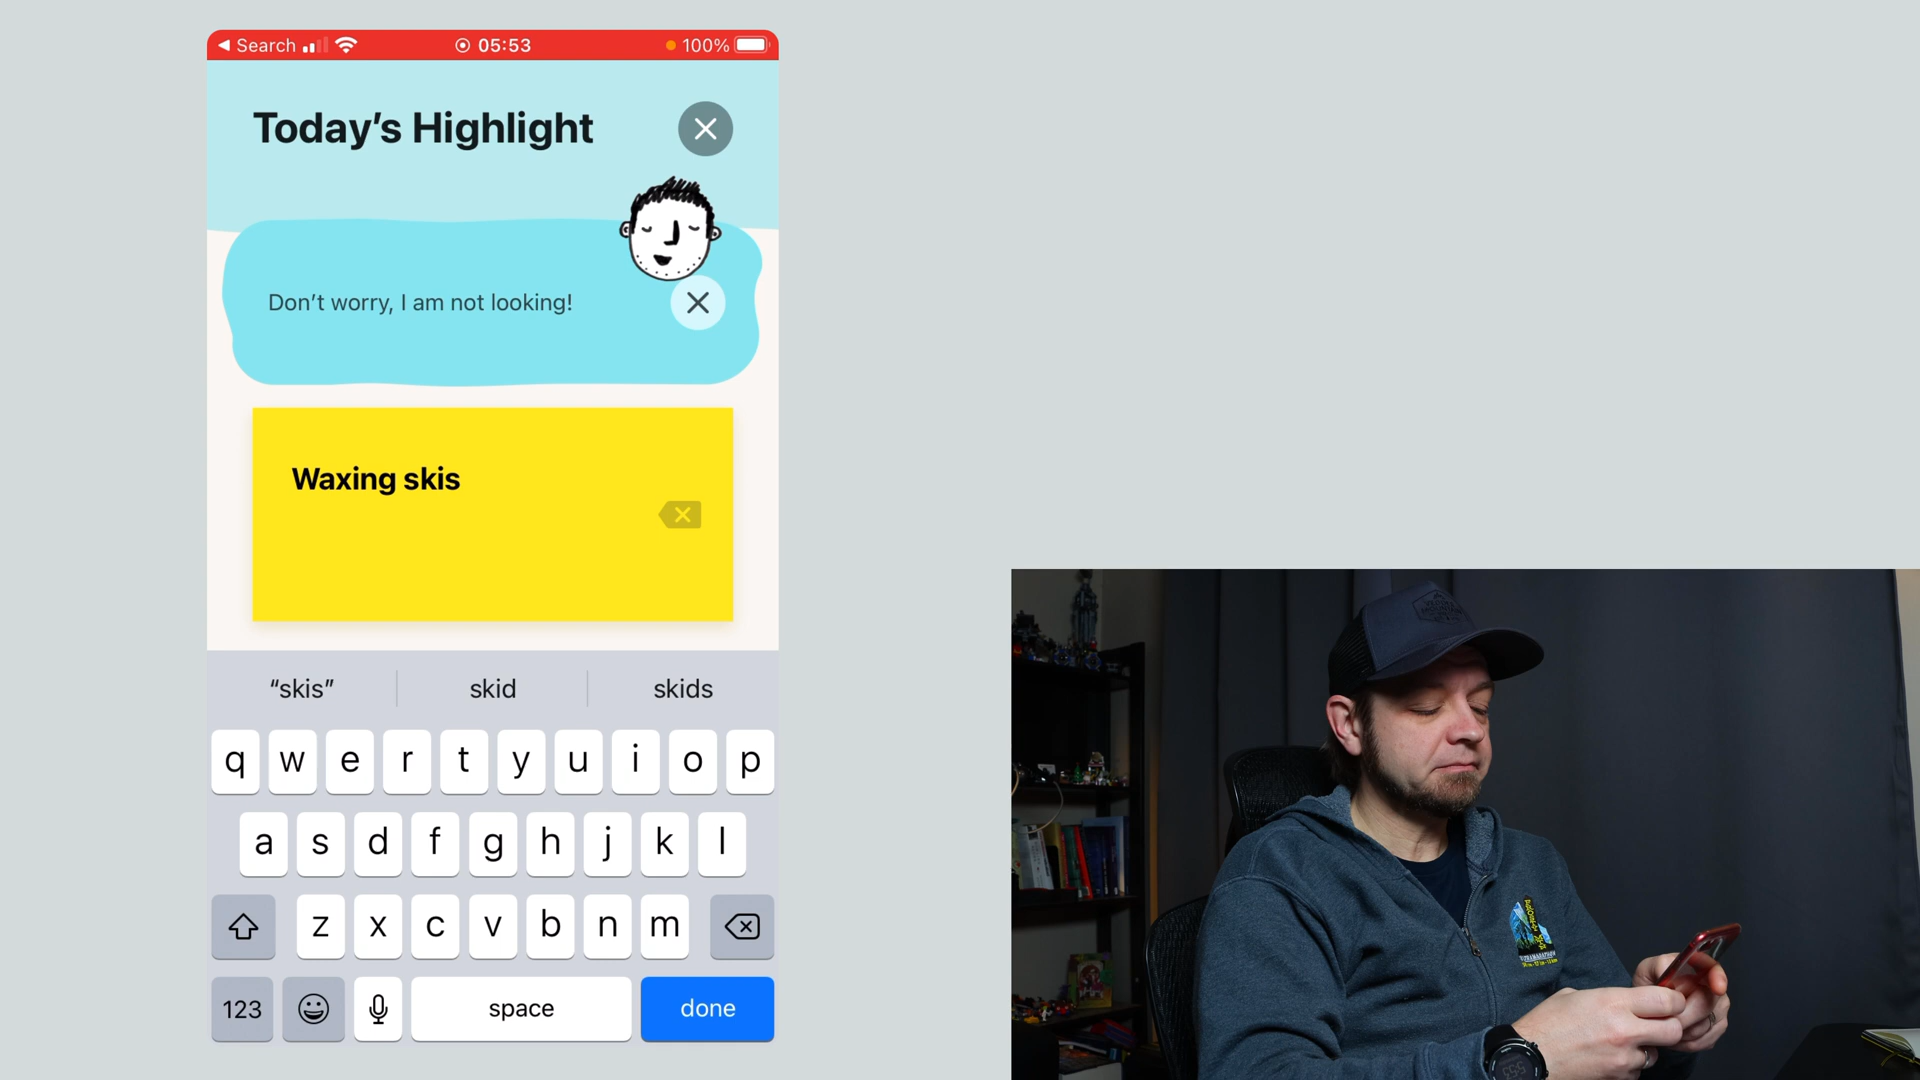 Search 05:53 100%
Today’s Highlight
Don’t worry, I am not looking!
Waxing skis
“skis” skid skids
q w e r t y u i o p
a s d f g h j k l
z x c v b n m
123 space done